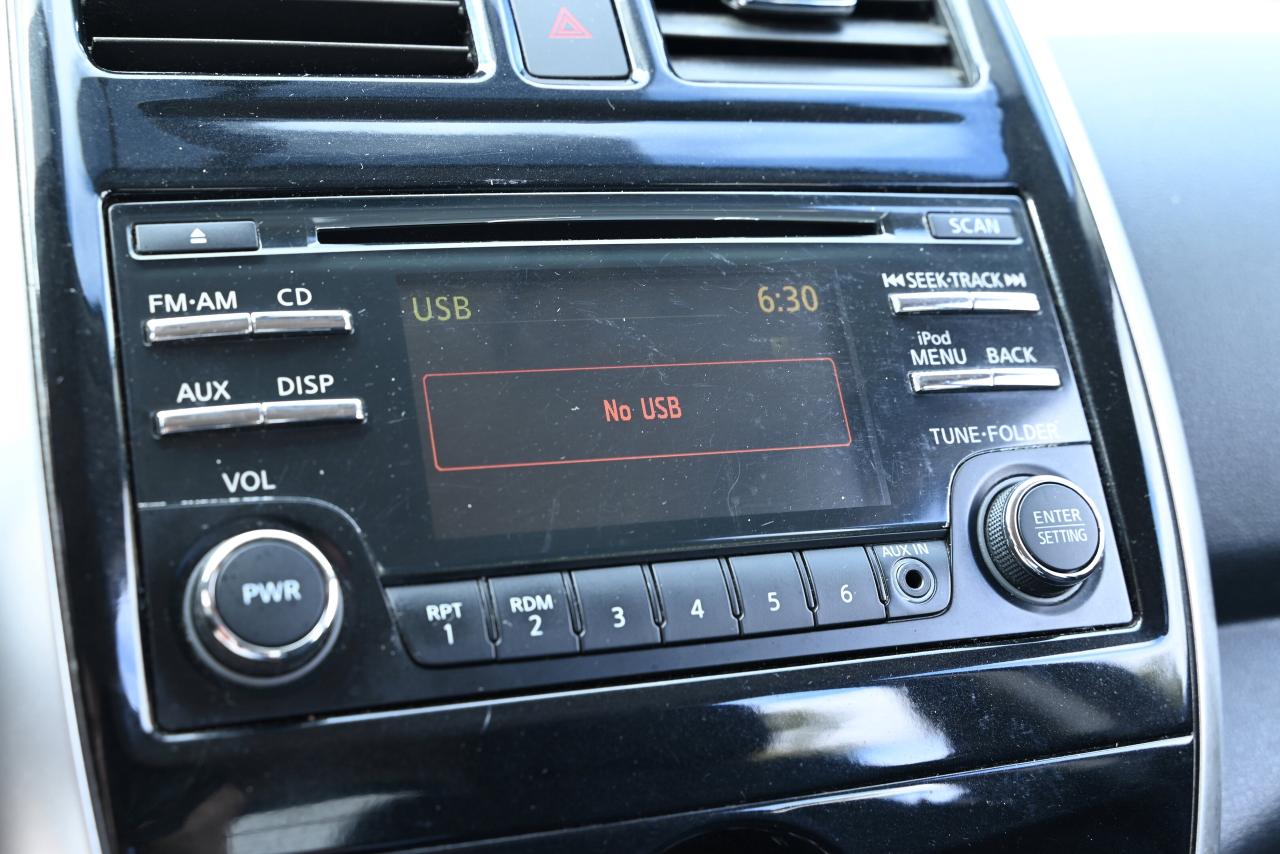 SCAN
FM·AM CD
⏮SEEK·TRACK⏭
USB 6:30
iPod
MENU BACK
AUX DISP
No USB
TUNE·FOLDER
VOL
ENTER
SETTING
PWR
AUX IN
RPT
1
RDM
2
3
4
5
6